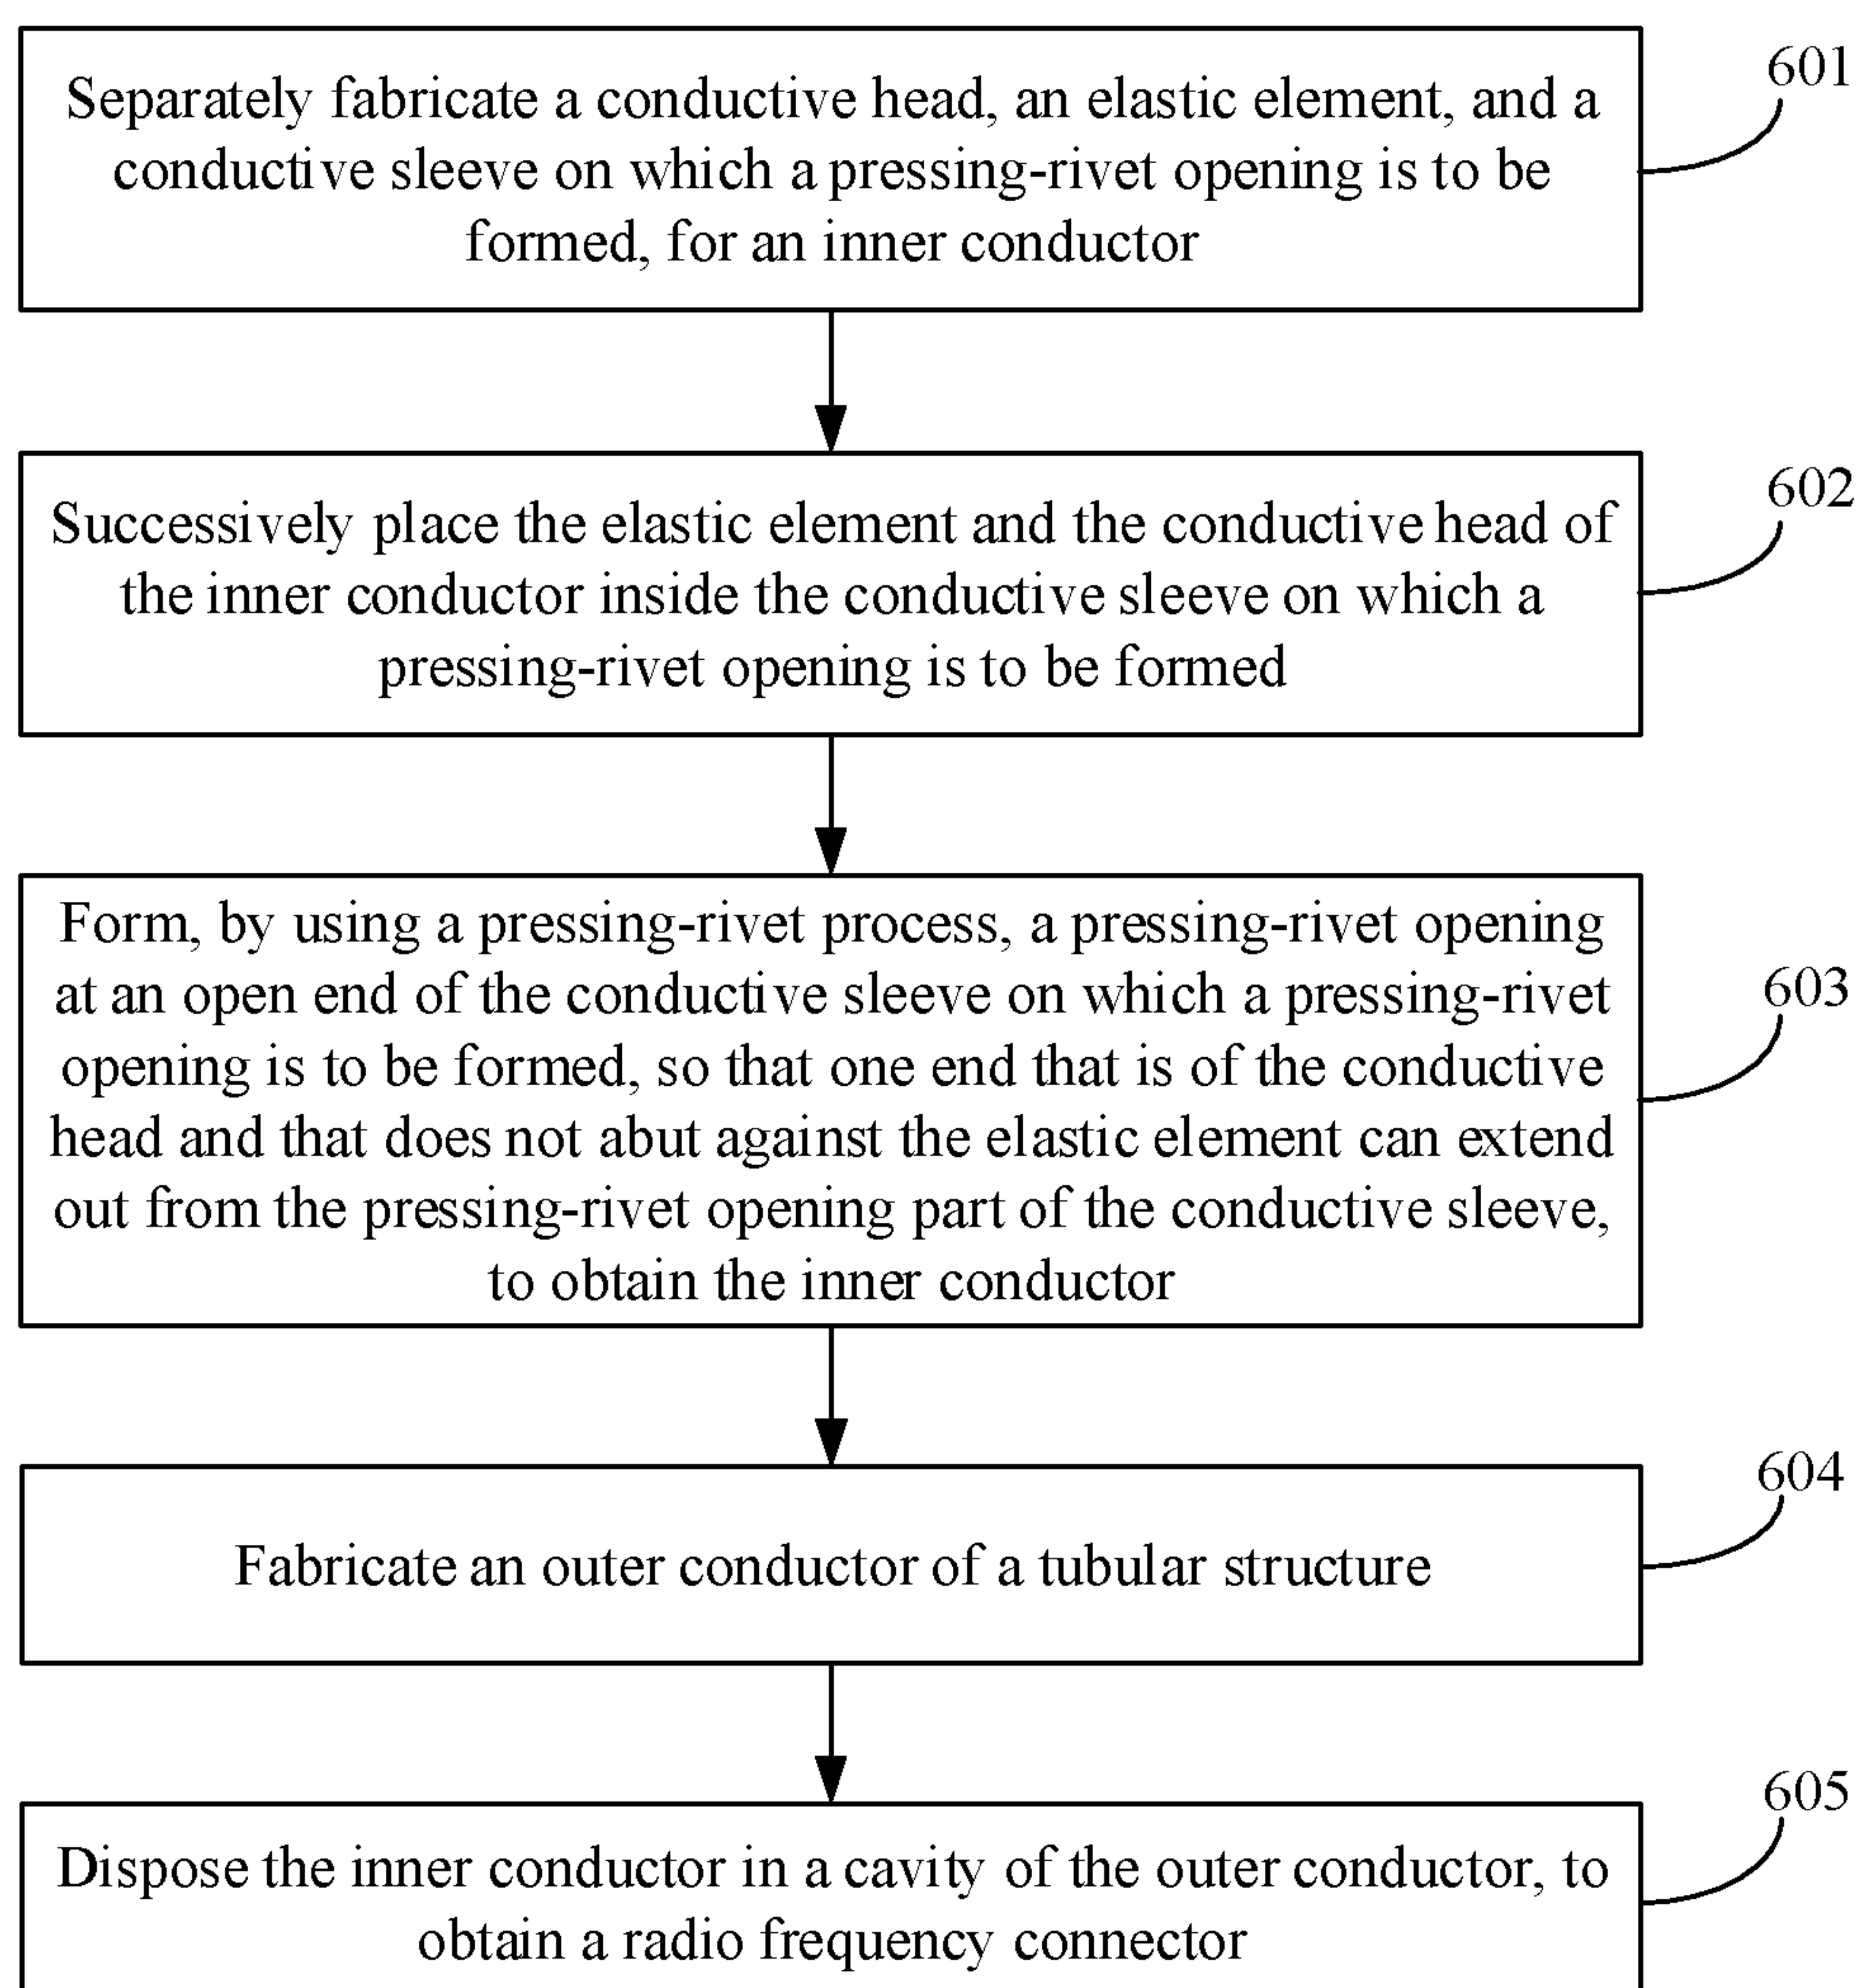 Separately fabricate a conductive head, an elastic element, and a
conductive sleeve on which a pressing-rivet opening is to be
formed, for an inner conductor
601
Successively place the elastic element and the conductive head of
the inner conductor inside the conductive sleeve on which a
pressing-rivet opening is to be formed
602
Form, by using a pressing-rivet process, a pressing-rivet opening
at an open end of the conductive sleeve on which a pressing-rivet
opening is to be formed, so that one end that is of the conductive
head and that does not abut against the elastic element can extend
out from the pressing-rivet opening part of the conductive sleeve,
to obtain the inner conductor
603
Fabricate an outer conductor of a tubular structure
604
Dispose the inner conductor in a cavity of the outer conductor, to
obtain a radio frequency connector
605